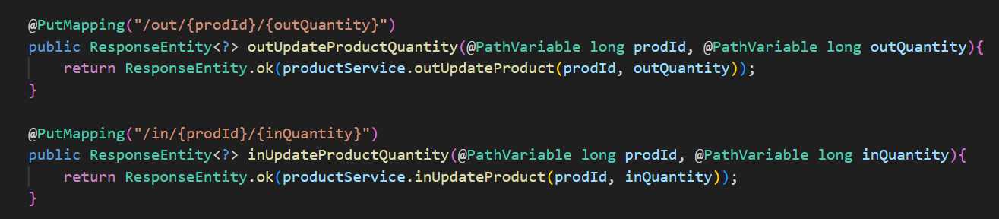 @PutMapping("/out/{prodId}/{outQuantity}")
public ResponseEntity<?> outUpdateProductQuantity(@PathVariable long prodId, @PathVariable long outQuantity){
    return ResponseEntity.ok(productService.outUpdateProduct(prodId, outQuantity));
}

@PutMapping("/in/{prodId}/{inQuantity}")
public ResponseEntity<?> inUpdateProductQuantity(@PathVariable long prodId, @PathVariable long inQuantity){
    return ResponseEntity.ok(productService.inUpdateProduct(prodId, inQuantity));
}